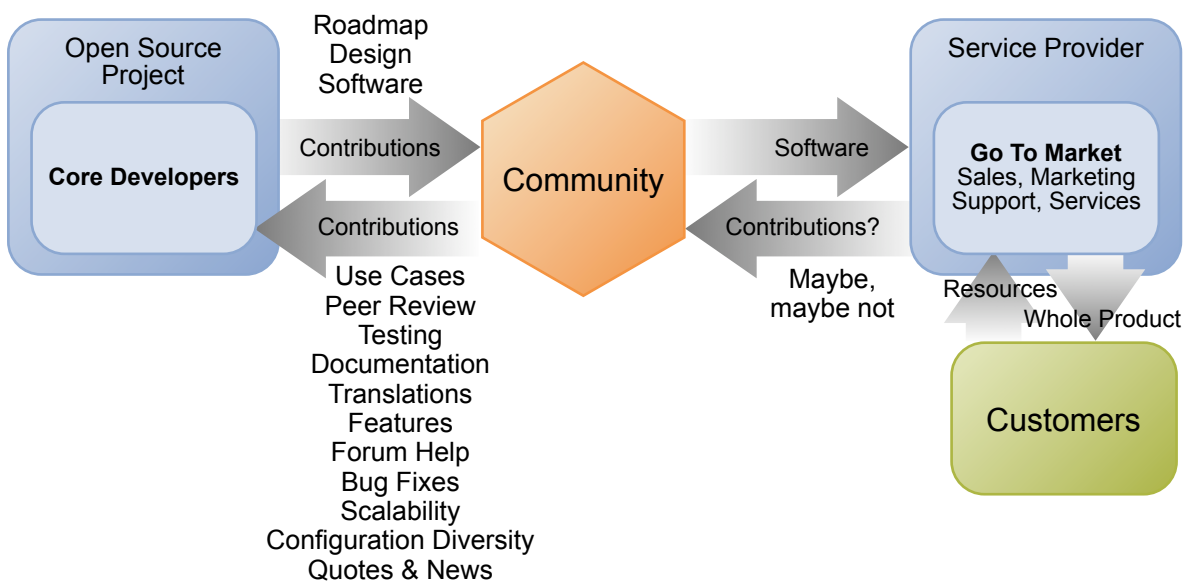 Open Source
Project
Core Developers
Roadmap
Design
Software
Contributions
Contributions
Use Cases
Peer Review
Testing
Documentation
Translations
Features
Forum Help
Bug Fixes
Scalability
Configuration Diversity
Quotes & News
Community
Software
Contributions?
Maybe,
maybe not
Service Provider
Go To Market
Sales, Marketing
Support, Services
Resources
Whole Product
Customers